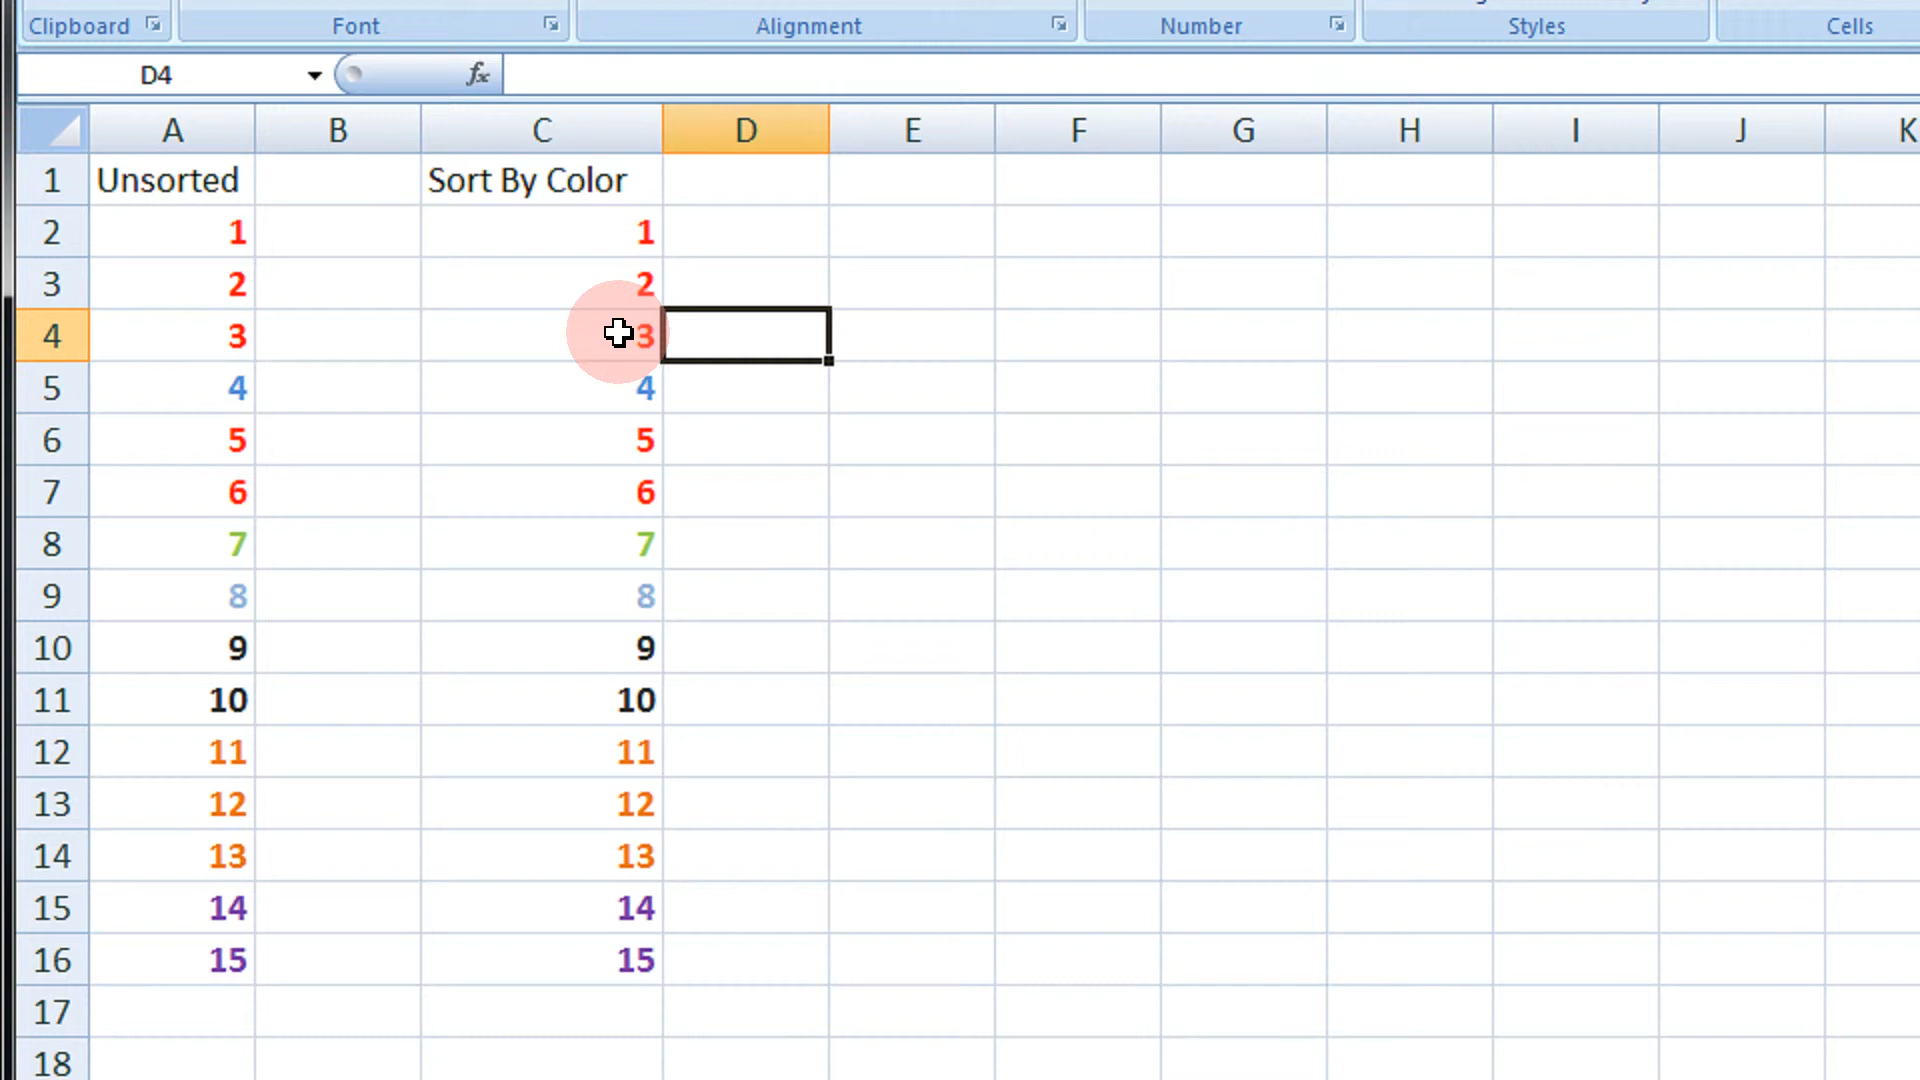 Clipboard Font Alignment Number Styles Cells
D4 fx
A B C D E F G H I J K
1 Unsorted Sort By Color
2 1 1
3 2 2
4 3 3
5 4 4
6 5 5
7 6 6
8 7 7
9 8 8
10 9 9
11 10 10
12 11 11
13 12 12
14 13 13
15 14 14
16 15 15
17
18